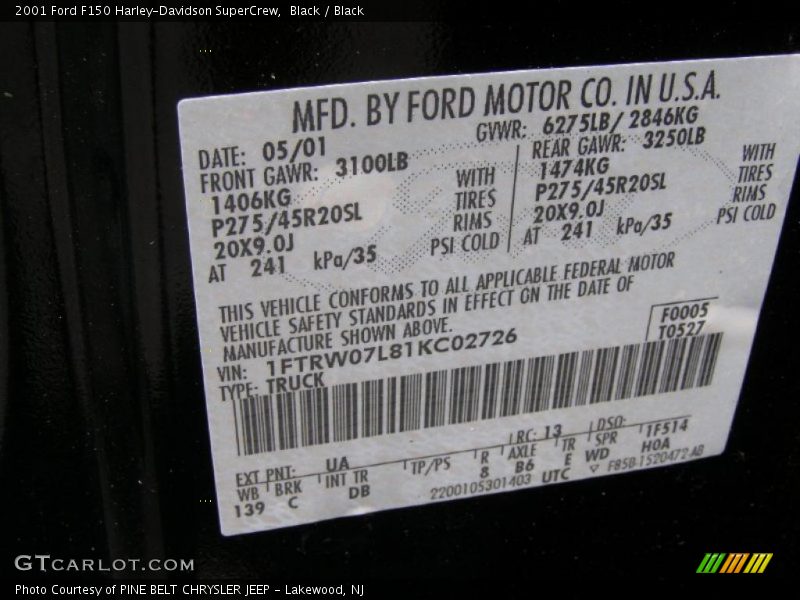 2001 Ford F150 Harley-Davidson SuperCrew, Black / Black
MFD. BY FORD MOTOR CO. IN U.S.A.
DATE: 05/01 GVWR: 6275LB/ 2846KG
FRONT GAWR: 3100LB REAR GAWR: 3250LB
1406KG WITH 1474KG WITH
P275/45R20SL TIRES P275/45R20SL TIRES
20X9.0J RIMS 20X9.0J RIMS
AT 241 kPa/35 PSI COLD AT 241 kPa/35 PSI COLD
THIS VEHICLE CONFORMS TO ALL APPLICABLE FEDERAL MOTOR
VEHICLE SAFETY STANDARDS IN EFFECT ON THE DATE OF
MANUFACTURE SHOWN ABOVE.
F0005
VIN: 1FTRW07L81KC02726 T0527
TYPE: TRUCK
EXT PNT: UA LRC: 13 DSO: 1F514
WB BRK INT TR TP/PS R AXLE TR SPR
139 C DB 8 B6 E WD H0A
2200105301403 UTC ▽ F85B-1520472-AB
GTCARLOT.COM
Photo Courtesy of PINE BELT CHRYSLER JEEP - Lakewood, NJ